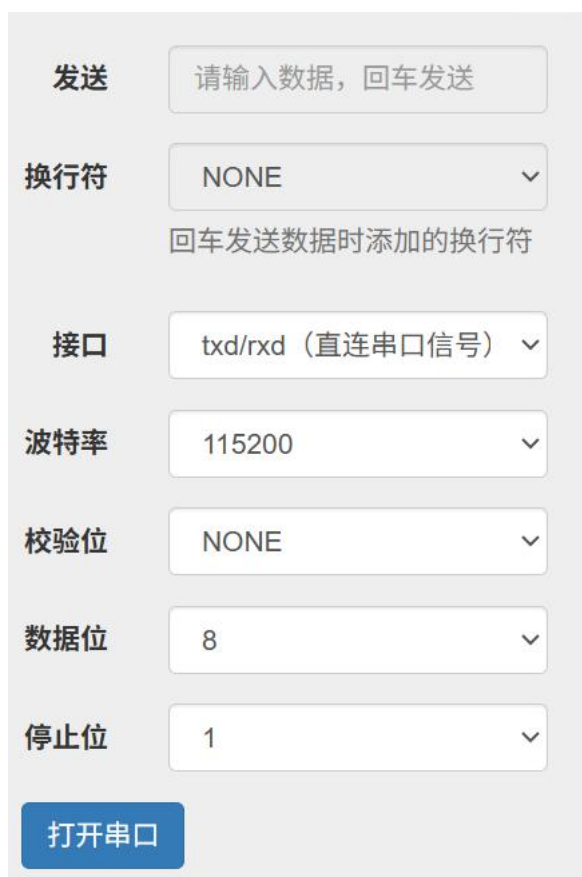 发送 请输入数据，回车发送
换行符 NONE
回车发送数据时添加的换行符
接口 txd/rxd（直连串口信号）
波特率 115200
校验位 NONE
数据位 8
停止位 1
打开串口